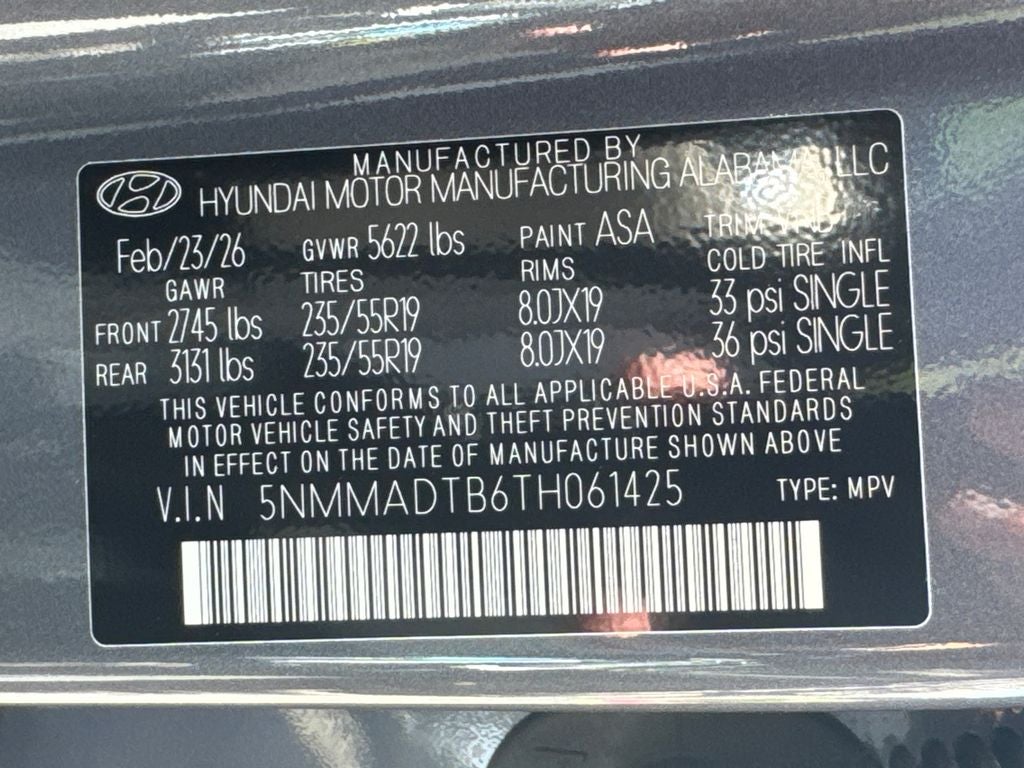 MANUFACTURED BY
HYUNDAI MOTOR MANUFACTURING ALABAMA, LLC
Feb/23/26 GVWR 5622 lbs PAINT ASA TRIM
GAWR TIRES RIMS COLD TIRE INFL
FRONT 2745 lbs 235/55R19 8.0JX19 33 psi SINGLE
REAR 3131 lbs 235/55R19 8.0JX19 36 psi SINGLE
THIS VEHICLE CONFORMS TO ALL APPLICABLE U.S.A. FEDERAL
MOTOR VEHICLE SAFETY AND THEFT PREVENTION STANDARDS
IN EFFECT ON THE DATE OF MANUFACTURE SHOWN ABOVE
V.I.N 5NMMADTB6TH061425 TYPE: MPV